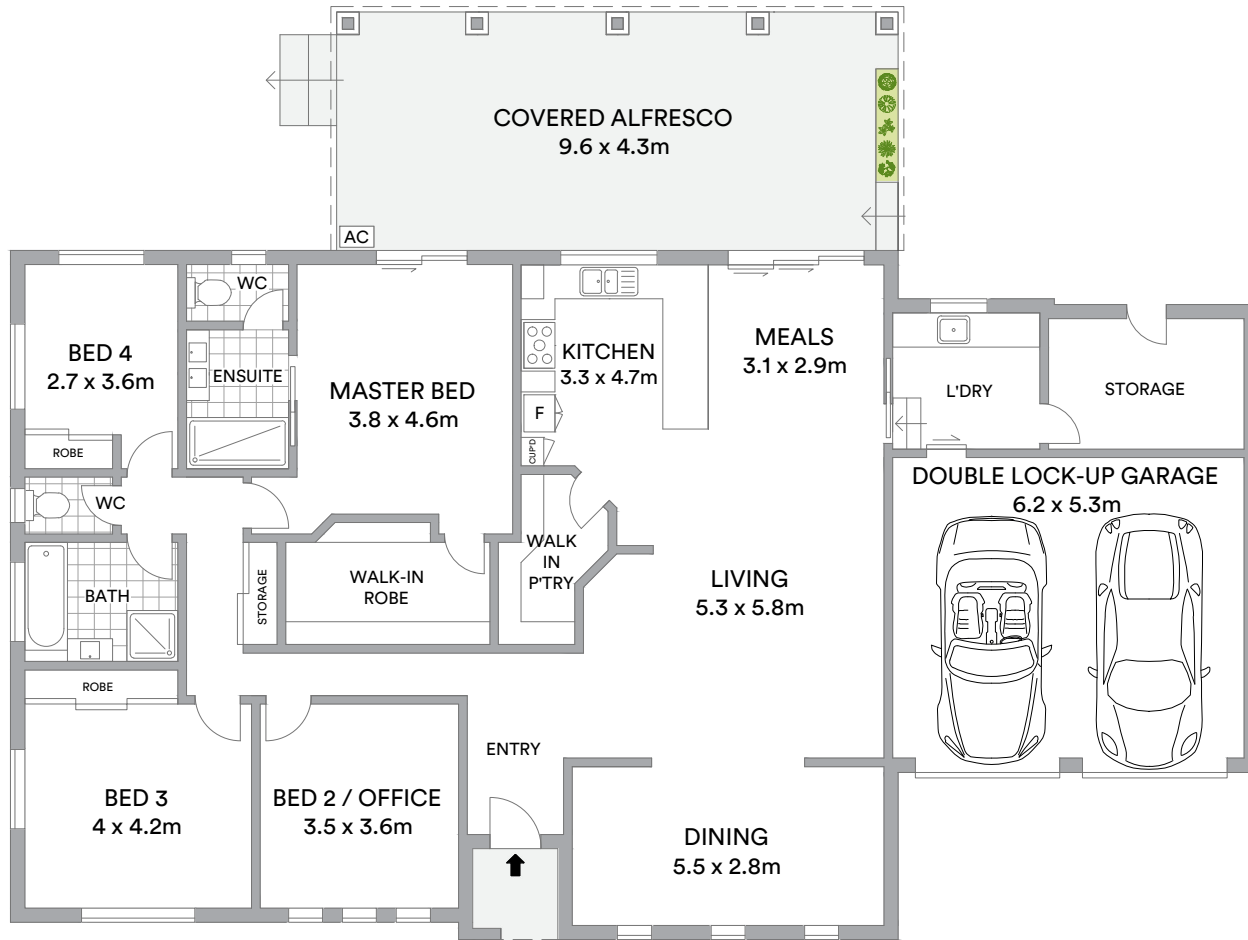 COVERED ALFRESCO
9.6 x 4.3m
AC
WC
BED 4
2.7 x 3.6m
ENSUITE
MASTER BED
3.8 x 4.6m
KITCHEN
3.3 x 4.7m
MEALS
3.1 x 2.9m
L'DRY
STORAGE
F
CUP'D
ROBE
WC
DOUBLE LOCK-UP GARAGE
6.2 x 5.3m
BATH
STORAGE
WALK-IN
ROBE
WALK
IN
P'TRY
LIVING
5.3 x 5.8m
ROBE
ENTRY
BED 3
4 x 4.2m
BED 2 / OFFICE
3.5 x 3.6m
DINING
5.5 x 2.8m